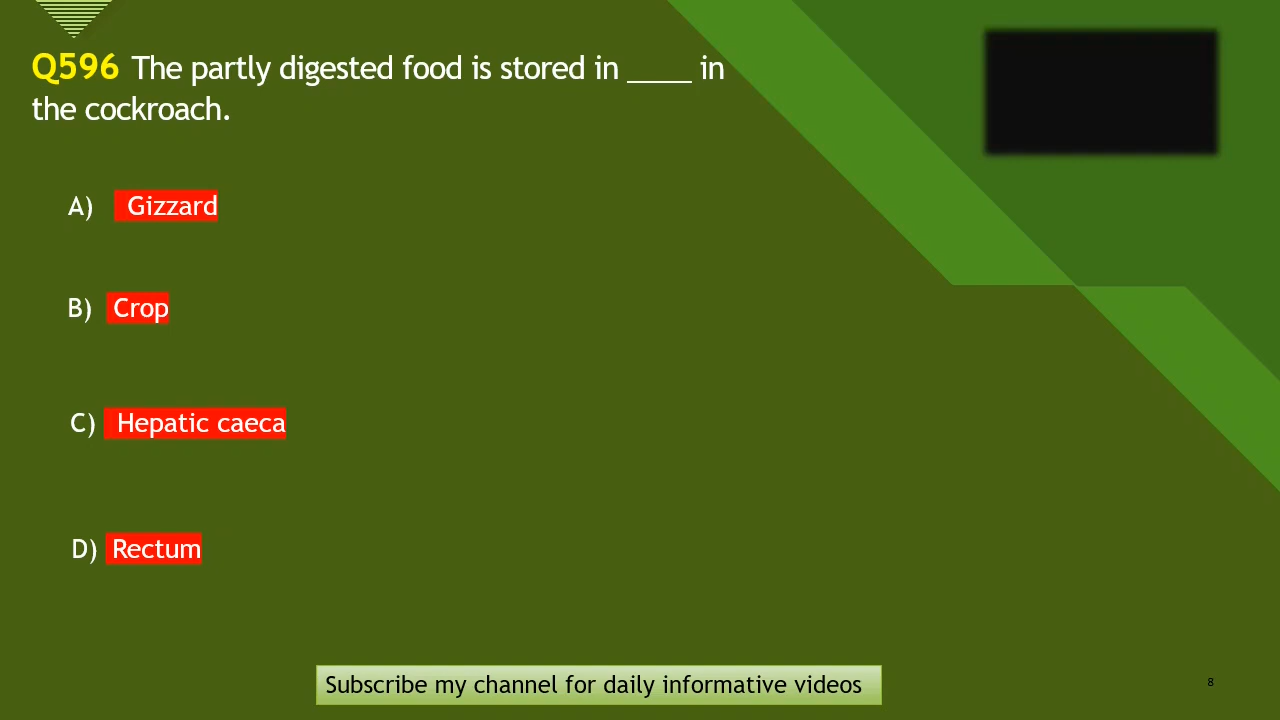 Q596 The partly digested food is stored in ____ in
the cockroach.
A) Gizzard
B) Crop
C) Hepatic caeca
D) Rectum
Subscribe my channel for daily informative videos
8